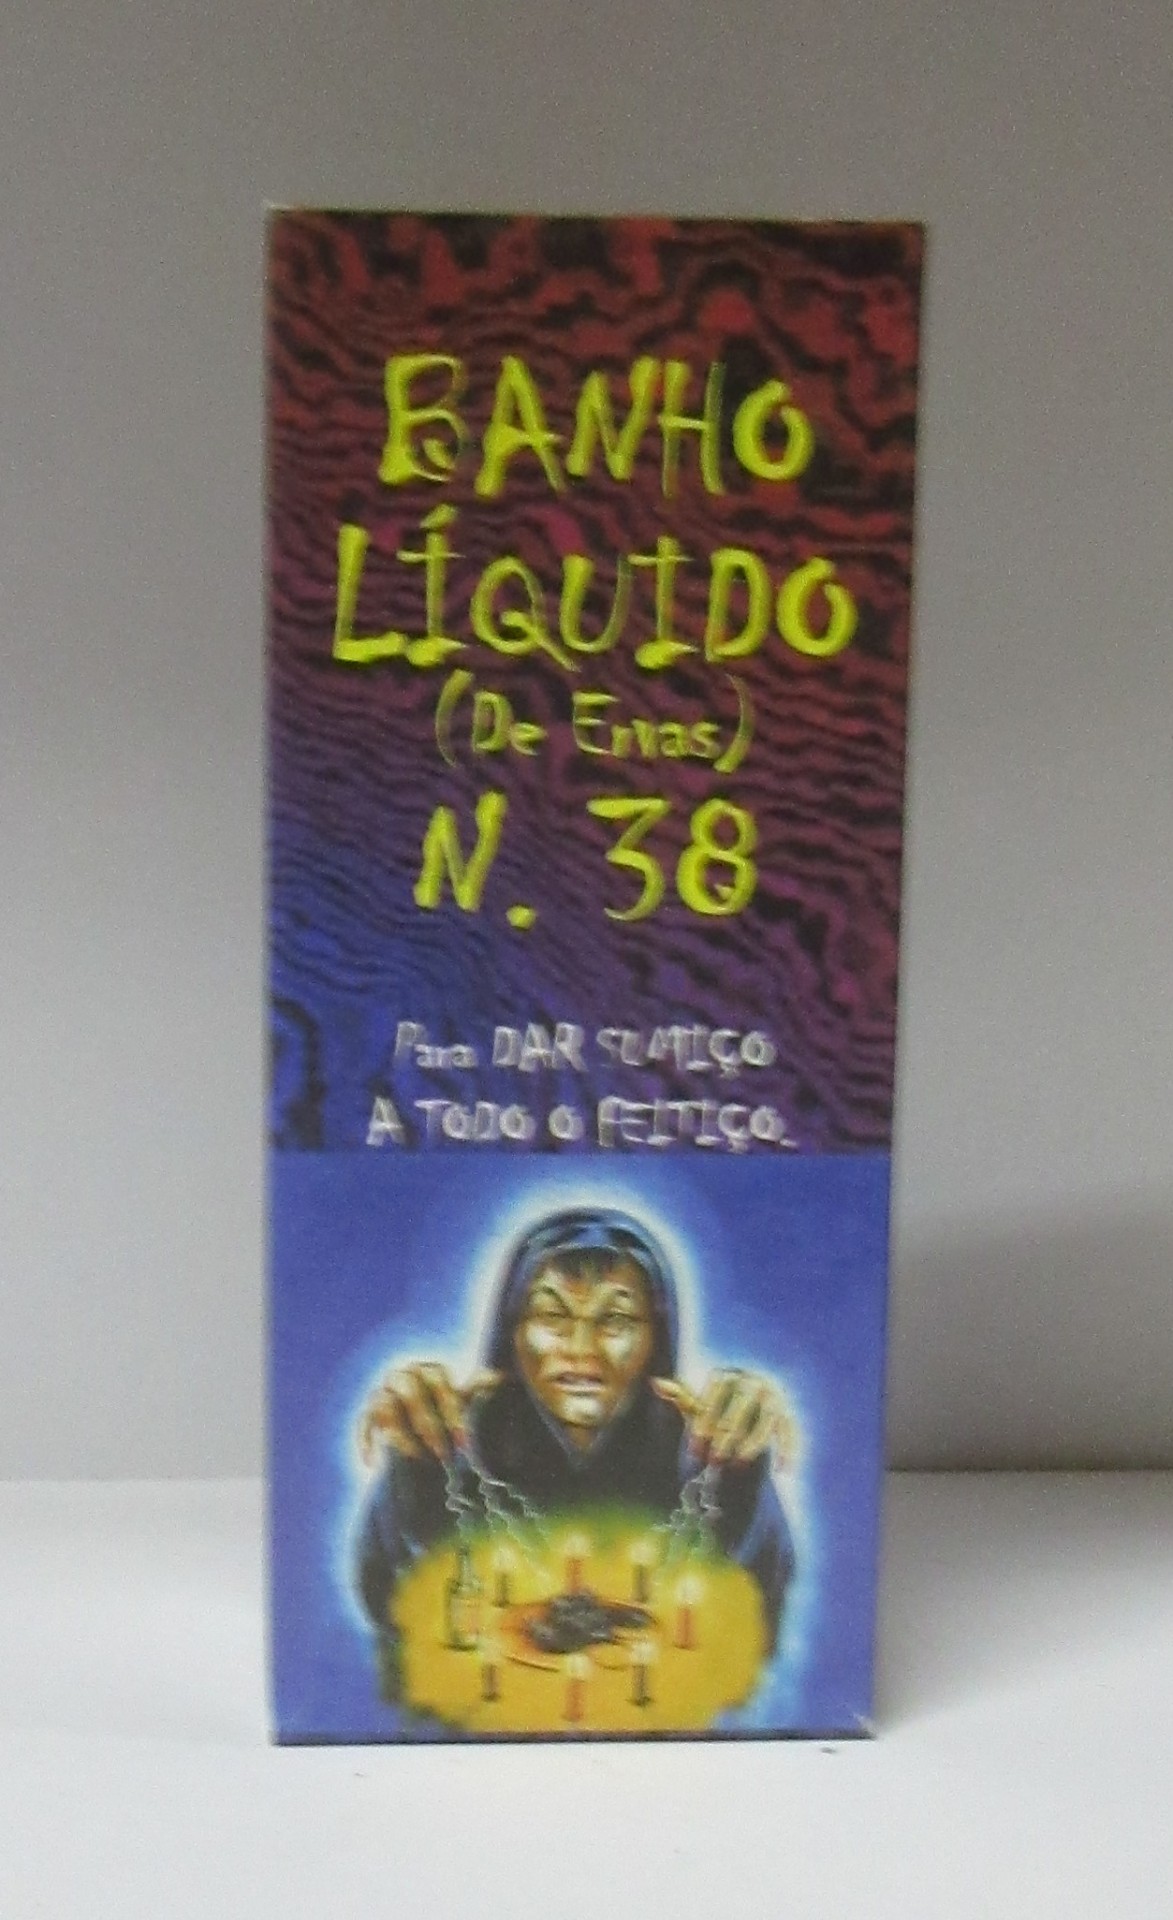 BANHO
LÍQUIDO
(De Ervas)
N. 38
Para DAR SUMIÇO
A TODO O FEITIÇO.